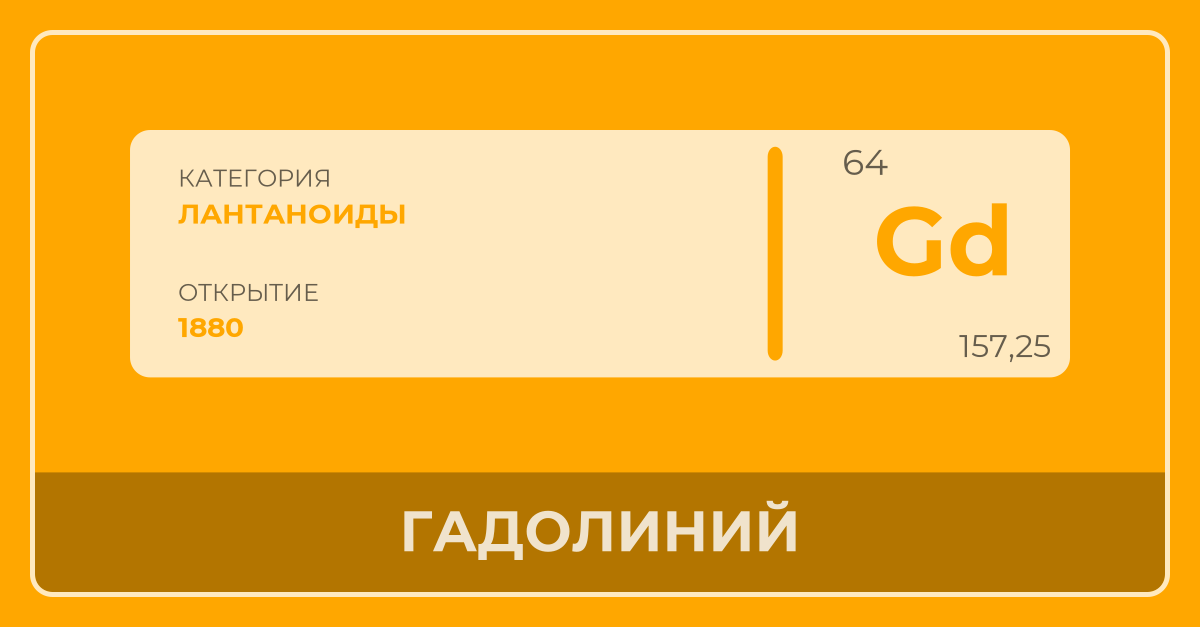 КАТЕГОРИЯ
ЛАНТАНОИДЫ
ОТКРЫТИЕ
1880
64
Gd
157,25
ГАДОЛИНИЙ